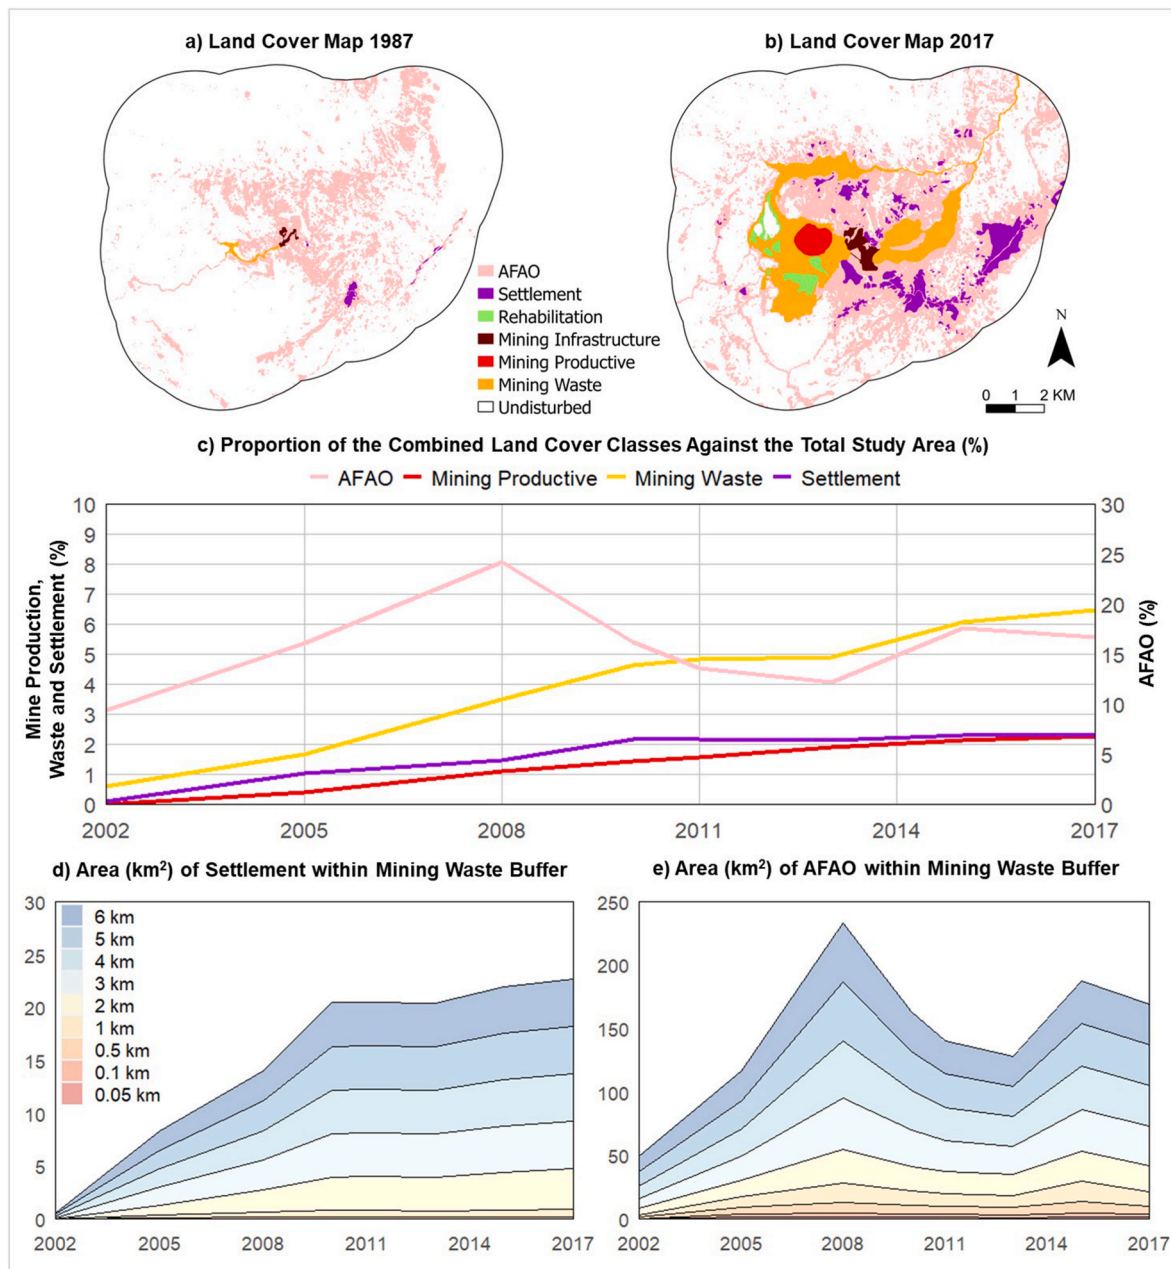 a) Land Cover Map 1987
b) Land Cover Map 2017
AFAO
Settlement
Rehabilitation
Mining Infrastructure
Mining Productive
Mining Waste
Undisturbed
N
0 1 2 KM
c) Proportion of the Combined Land Cover Classes Against the Total Study Area (%)
AFAO Mining Productive Mining Waste Settlement
Mine Production,
Waste and Settlement (%)
10
9
8
7
6
5
4
3
2
1
0
30
25
20
15
10
5
0
AFAO (%)
2002 2005 2008 2011 2014 2017
d) Area (km²) of Settlement within Mining Waste Buffer
30
25
20
15
10
5
0
6 km
5 km
4 km
3 km
2 km
1 km
0.5 km
0.1 km
0.05 km
2002 2005 2008 2011 2014 2017
e) Area (km²) of AFAO within Mining Waste Buffer
250
200
150
100
50
0
2002 2005 2008 2011 2014 2017